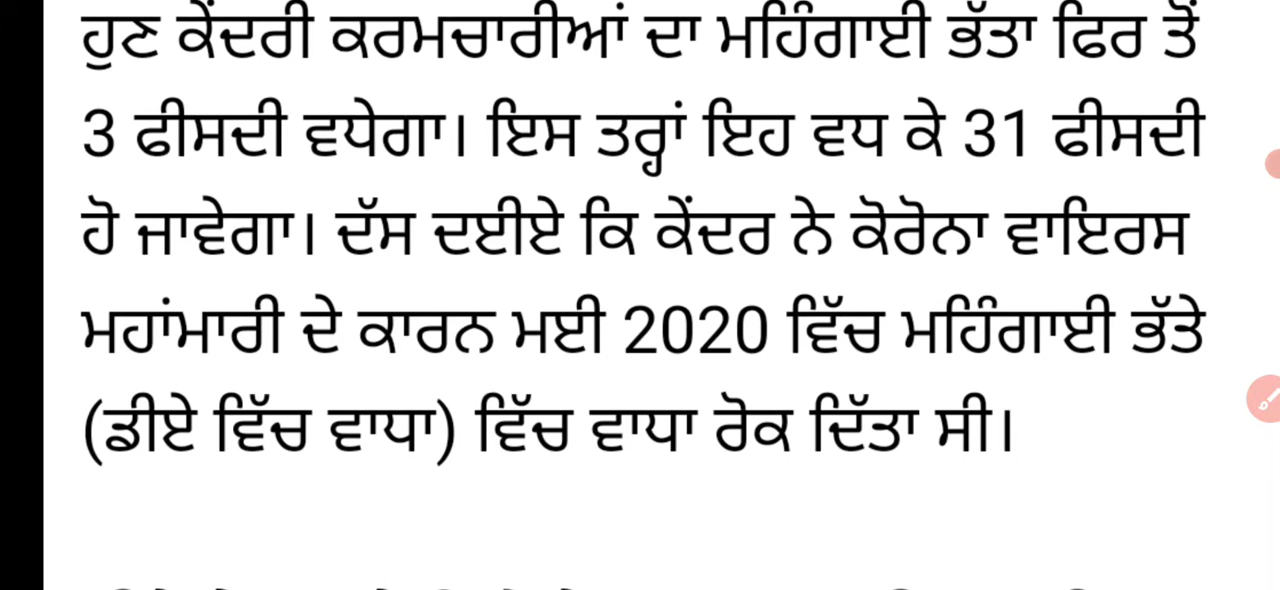 ਹੁਣ ਕੇਂਦਰੀ ਕਰਮਚਾਰੀਆਂ ਦਾ ਮਹਿੰਗਾਈ ਭੱਤਾ ਫਿਰ ਤੋਂ
3 ਫੀਸਦੀ ਵਧੇਗਾ। ਇਸ ਤਰ੍ਹਾਂ ਇਹ ਵਧ ਕੇ 31 ਫੀਸਦੀ
ਹੋ ਜਾਵੇਗਾ। ਦੱਸ ਦਈਏ ਕਿ ਕੇਂਦਰ ਨੇ ਕੋਰੋਨਾ ਵਾਇਰਸ
ਮਹਾਂਮਾਰੀ ਦੇ ਕਾਰਨ ਮਈ 2020 ਵਿੱਚ ਮਹਿੰਗਾਈ ਭੱਤੇ
(ਡੀਏ ਵਿੱਚ ਵਾਧਾ) ਵਿੱਚ ਵਾਧਾ ਰੋਕ ਦਿੱਤਾ ਸੀ।